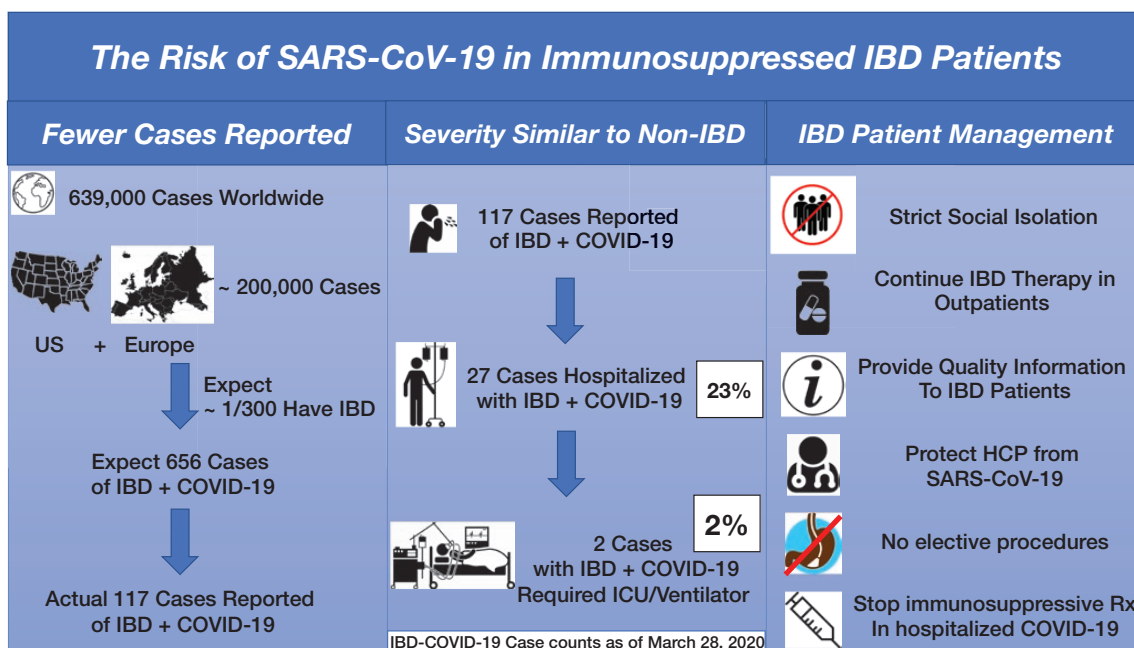 The Risk of SARS-CoV-19 in Immunosuppressed IBD Patients
Fewer Cases Reported
639,000 Cases Worldwide
~ 200,000 Cases
US + Europe
Expect
~ 1/300 Have IBD
Expect 656 Cases
of IBD + COVID-19
Actual 117 Cases Reported
of IBD + COVID-19
Severity Similar to Non-IBD
117 Cases Reported
of IBD + COVID-19
27 Cases Hospitalized
with IBD + COVID-19
23%
2%
2 Cases
with IBD + COVID-19
Required ICU/Ventilator
IBD-COVID-19 Case counts as of March 28, 2020
IBD Patient Management
Strict Social Isolation
Continue IBD Therapy in
Outpatients
i
Provide Quality Information
To IBD Patients
Protect HCP from
SARS-CoV-19
No elective procedures
Stop immunosuppressive Rx
In hospitalized COVID-19